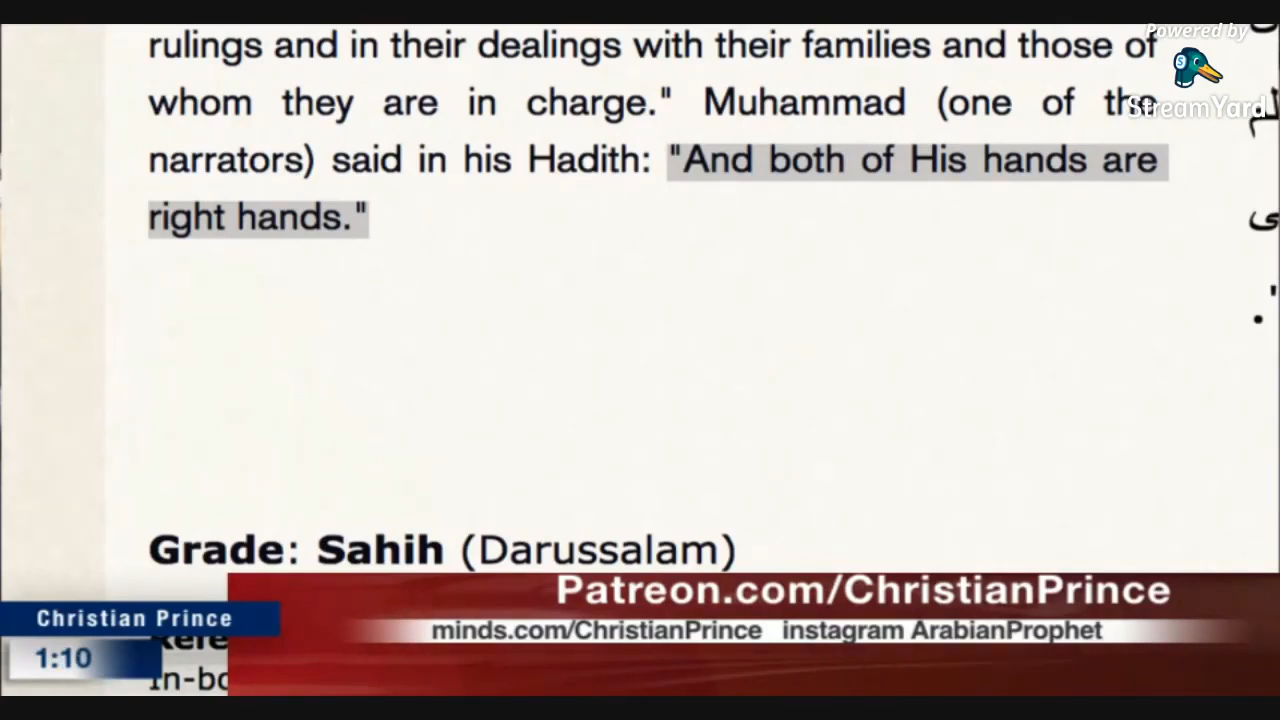 Powered by
StreamYard
rulings and in their dealings with their families and those of
whom they are in charge." Muhammad (one of the
narrators) said in his Hadith: "And both of His hands are
right hands."
Grade: Sahih (Darussalam)
Patreon.com/ChristianPrince
Christian Prince
minds.com/ChristianPrince instagram ArabianProphet
1:10